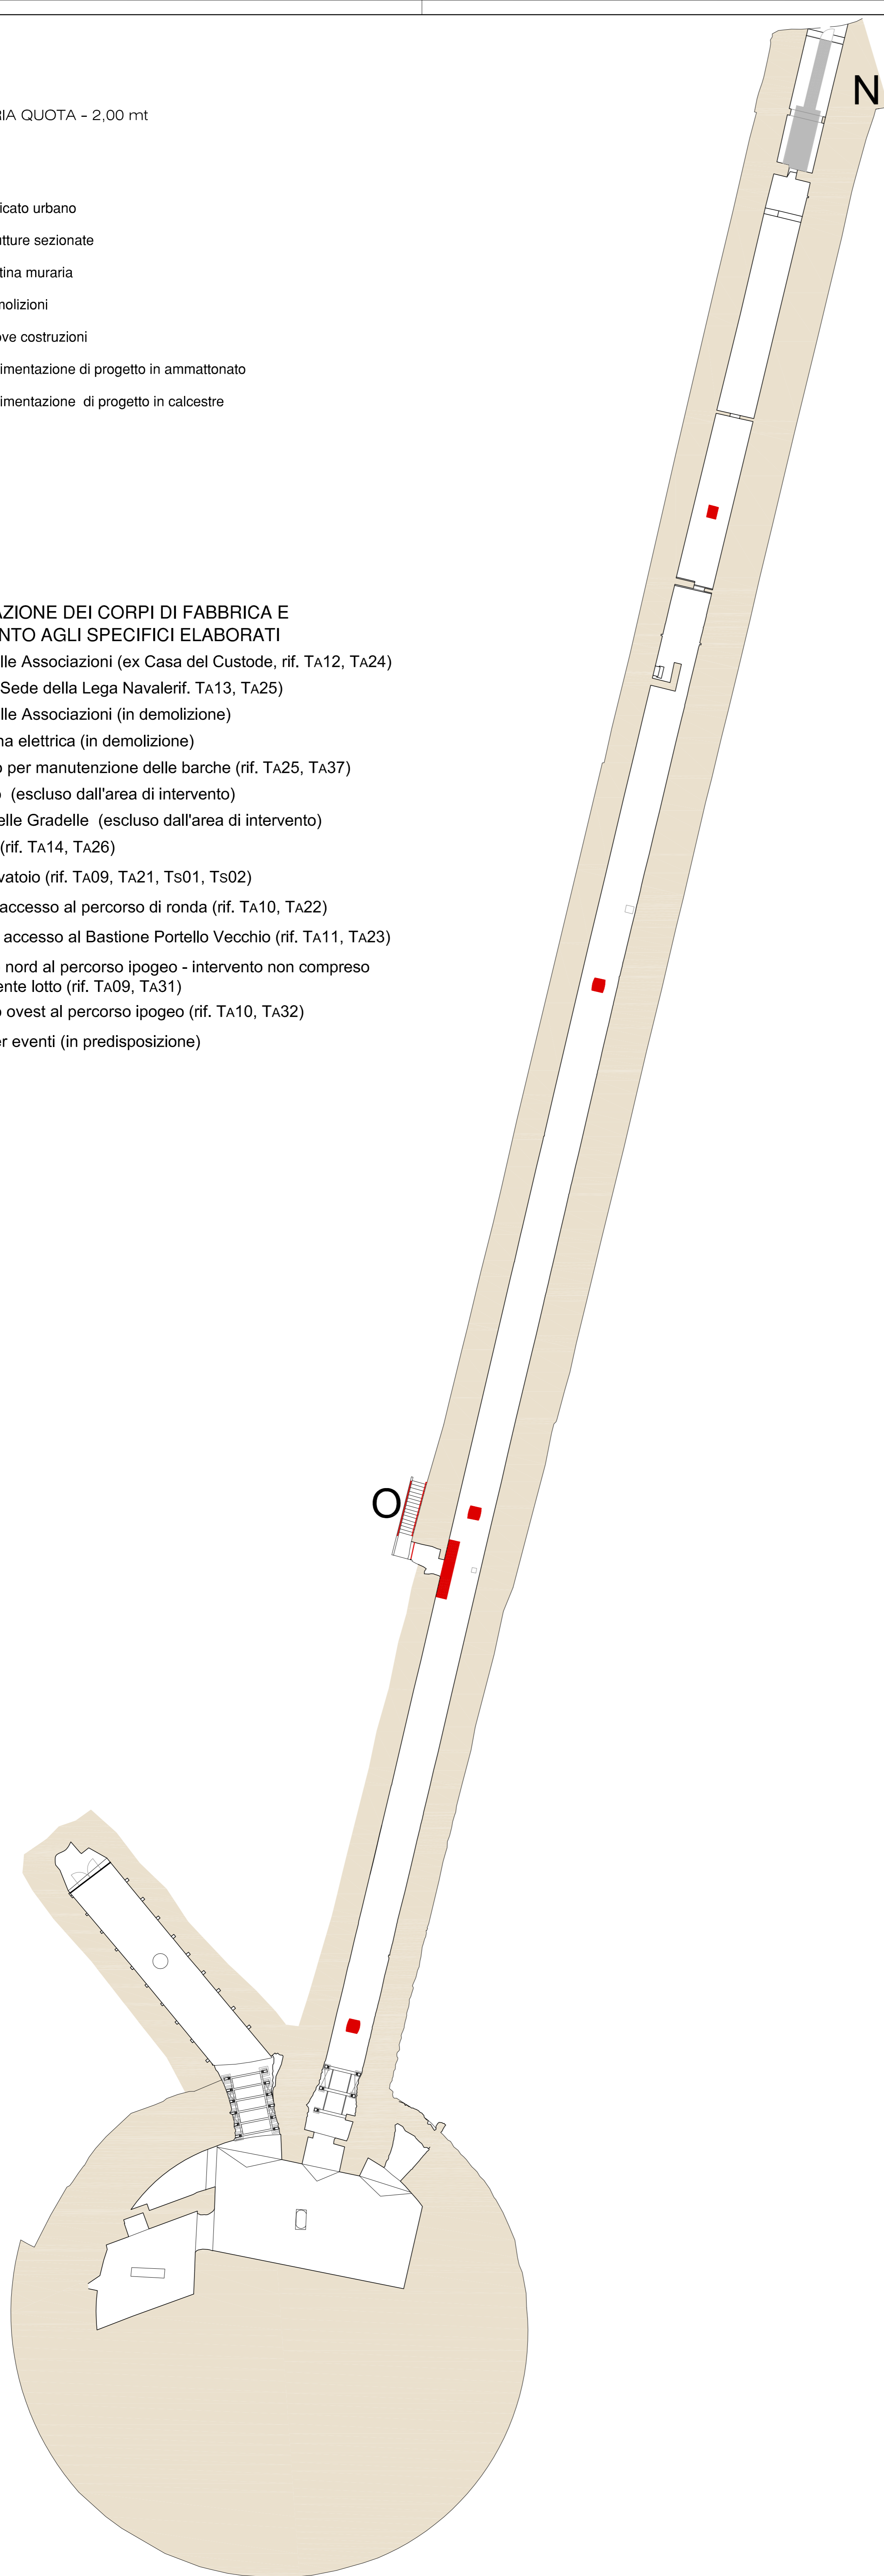 N
RIA QUOTA - 2,00 mt
icato urbano
utture sezionate
tina muraria
molizioni
ove costruzioni
imentazione di progetto in ammattonato
imentazione di progetto in calcestre
AZIONE DEI CORPI DI FABBRICA E
NTO AGLI SPECIFICI ELABORATI
lle Associazioni (ex Casa del Custode, rif. TA12, TA24)
Sede della Lega Navalerif. TA13, TA25)
lle Associazioni (in demolizione)
na elettrica (in demolizione)
o per manutenzione delle barche (rif. TA25, TA37)
o (escluso dall'area di intervento)
elle Gradelle (escluso dall'area di intervento)
(rif. TA14, TA26)
vatoio (rif. TA09, TA21, TS01, TS02)
accesso al percorso di ronda (rif. TA10, TA22)
accesso al Bastione Portello Vecchio (rif. TA11, TA23)
nord al percorso ipogeo - intervento non compreso
ente lotto (rif. TA09, TA31)
o ovest al percorso ipogeo (rif. TA10, TA32)
er eventi (in predisposizione)
O